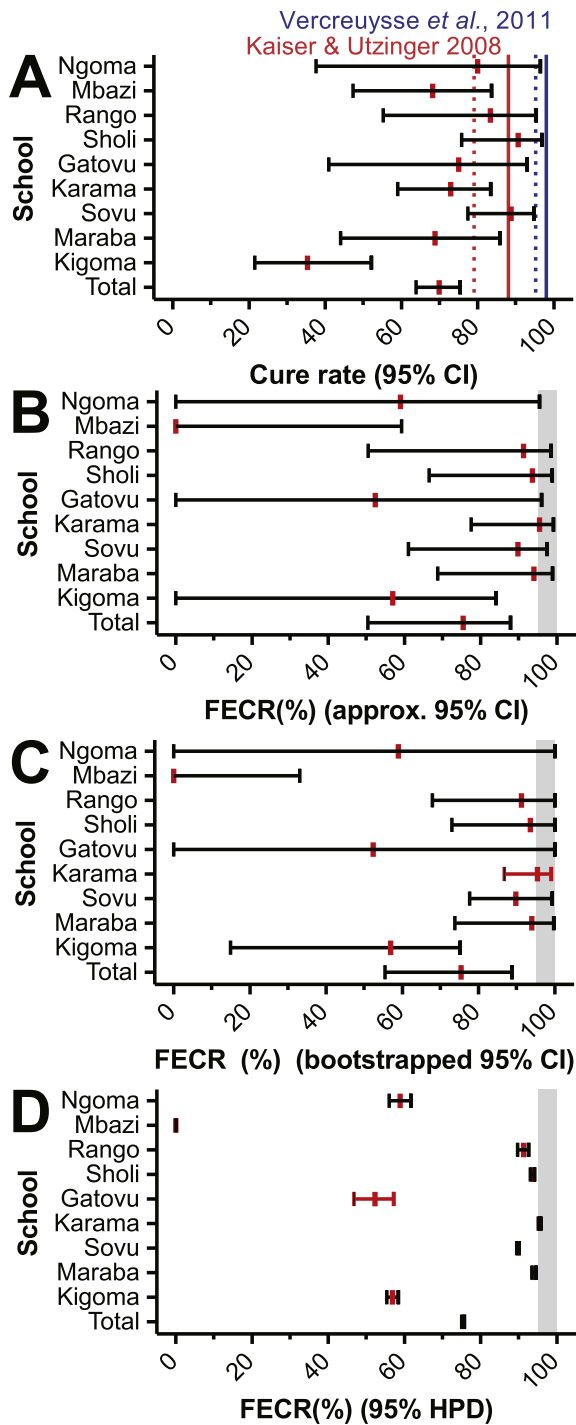 Vercreuysse et al., 2011
Kaiser & Utzinger 2008
A
School
Ngoma
Mbazi
Rango
Sholi
Gatovu
Karama
Sovu
Maraba
Kigoma
Total
0 20 40 60 80 100
Cure rate (95% CI)
B
School
Ngoma
Mbazi
Rango
Sholi
Gatovu
Karama
Sovu
Maraba
Kigoma
Total
0 20 40 60 80 100
FECR(%) (approx. 95% CI)
C
School
Ngoma
Mbazi
Rango
Sholi
Gatovu
Karama
Sovu
Maraba
Kigoma
Total
0 20 40 60 80 100
FECR (%) (bootstrapped 95% CI)
D
School
Ngoma
Mbazi
Rango
Sholi
Gatovu
Karama
Sovu
Maraba
Kigoma
Total
0 20 40 60 80 100
FECR(%) (95% HPD)